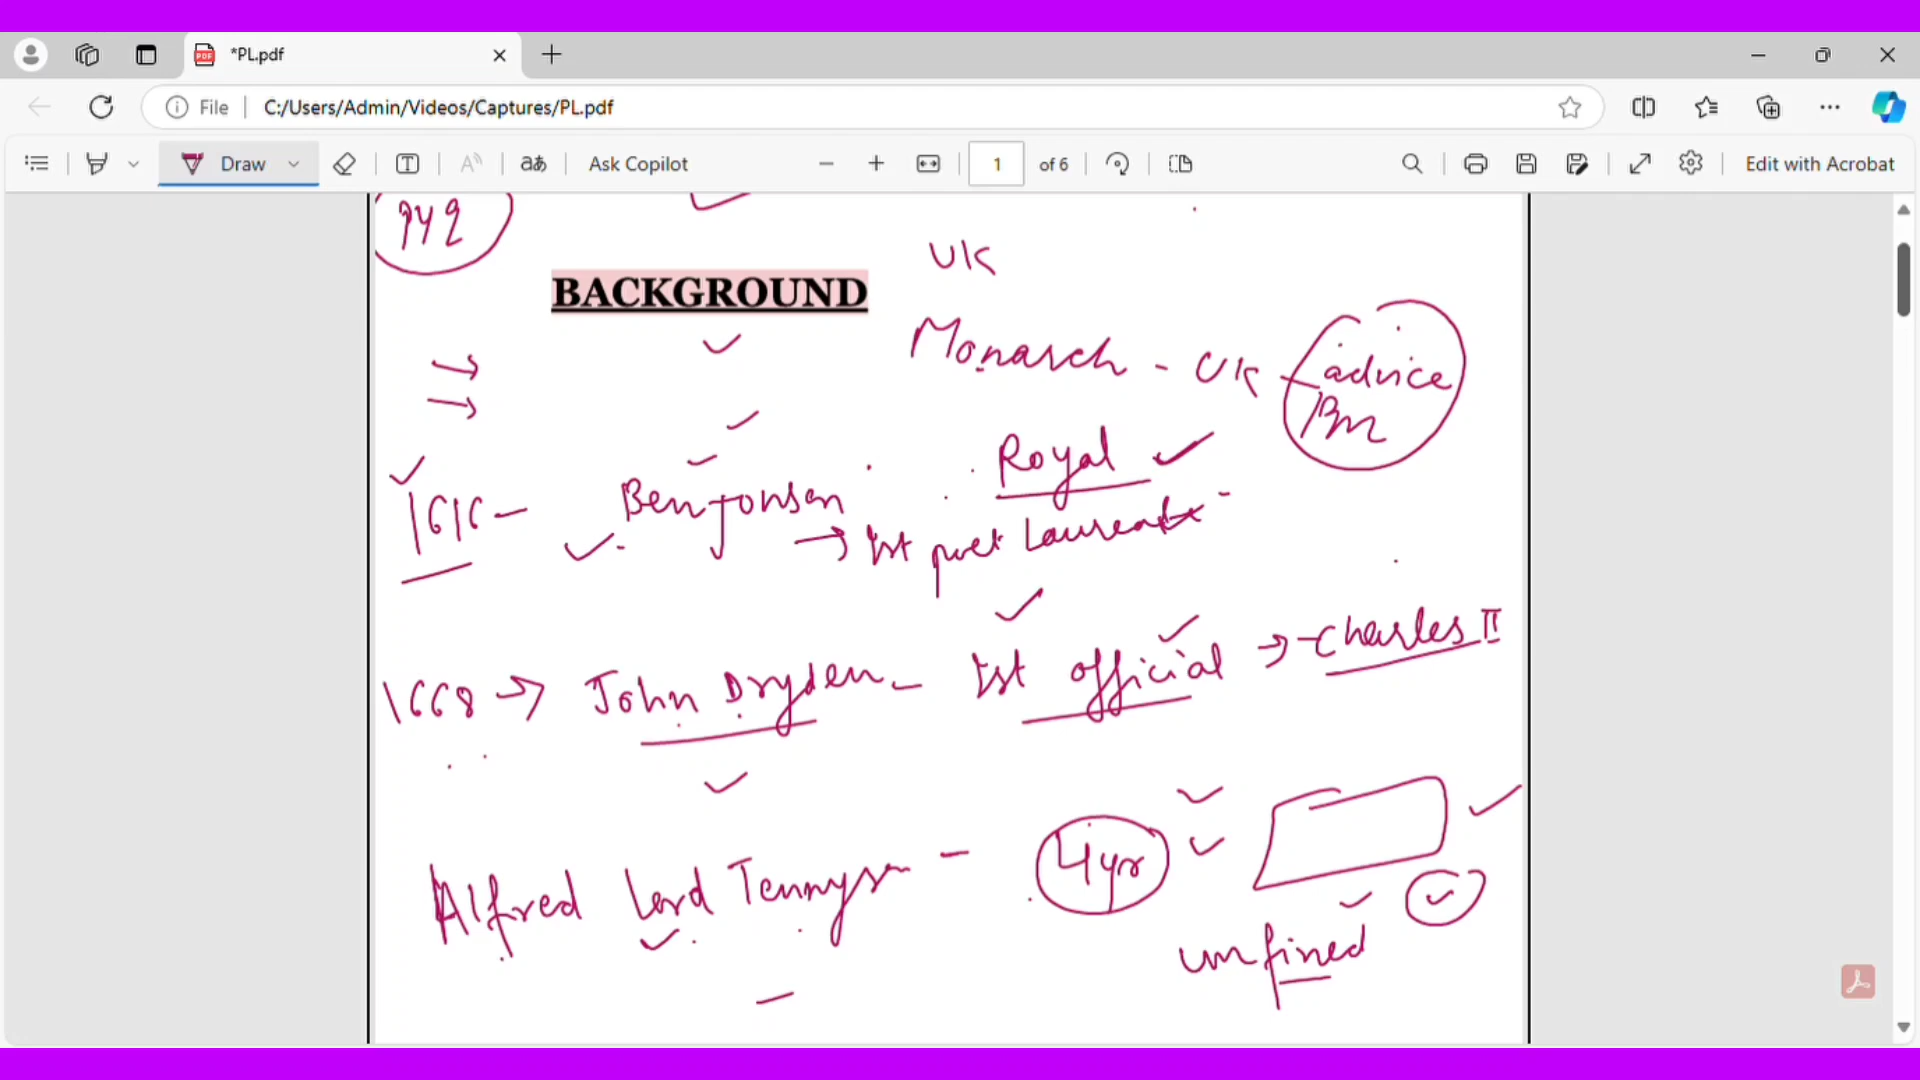 *PL.pdf
File
C:/Users/Admin/Videos/Captures/PL.pdf
Draw
Ask Copilot
1 of 6
Edit with Acrobat
PYQ
UK
BACKGROUND
Monarch - UK - advice
PM
Royal
1616 - Ben Jonson
→ 1st poet Laureate
1668 → John Dryden - 1st official → Charles II
Alfred Lord Tennyson - 4yr
unfined